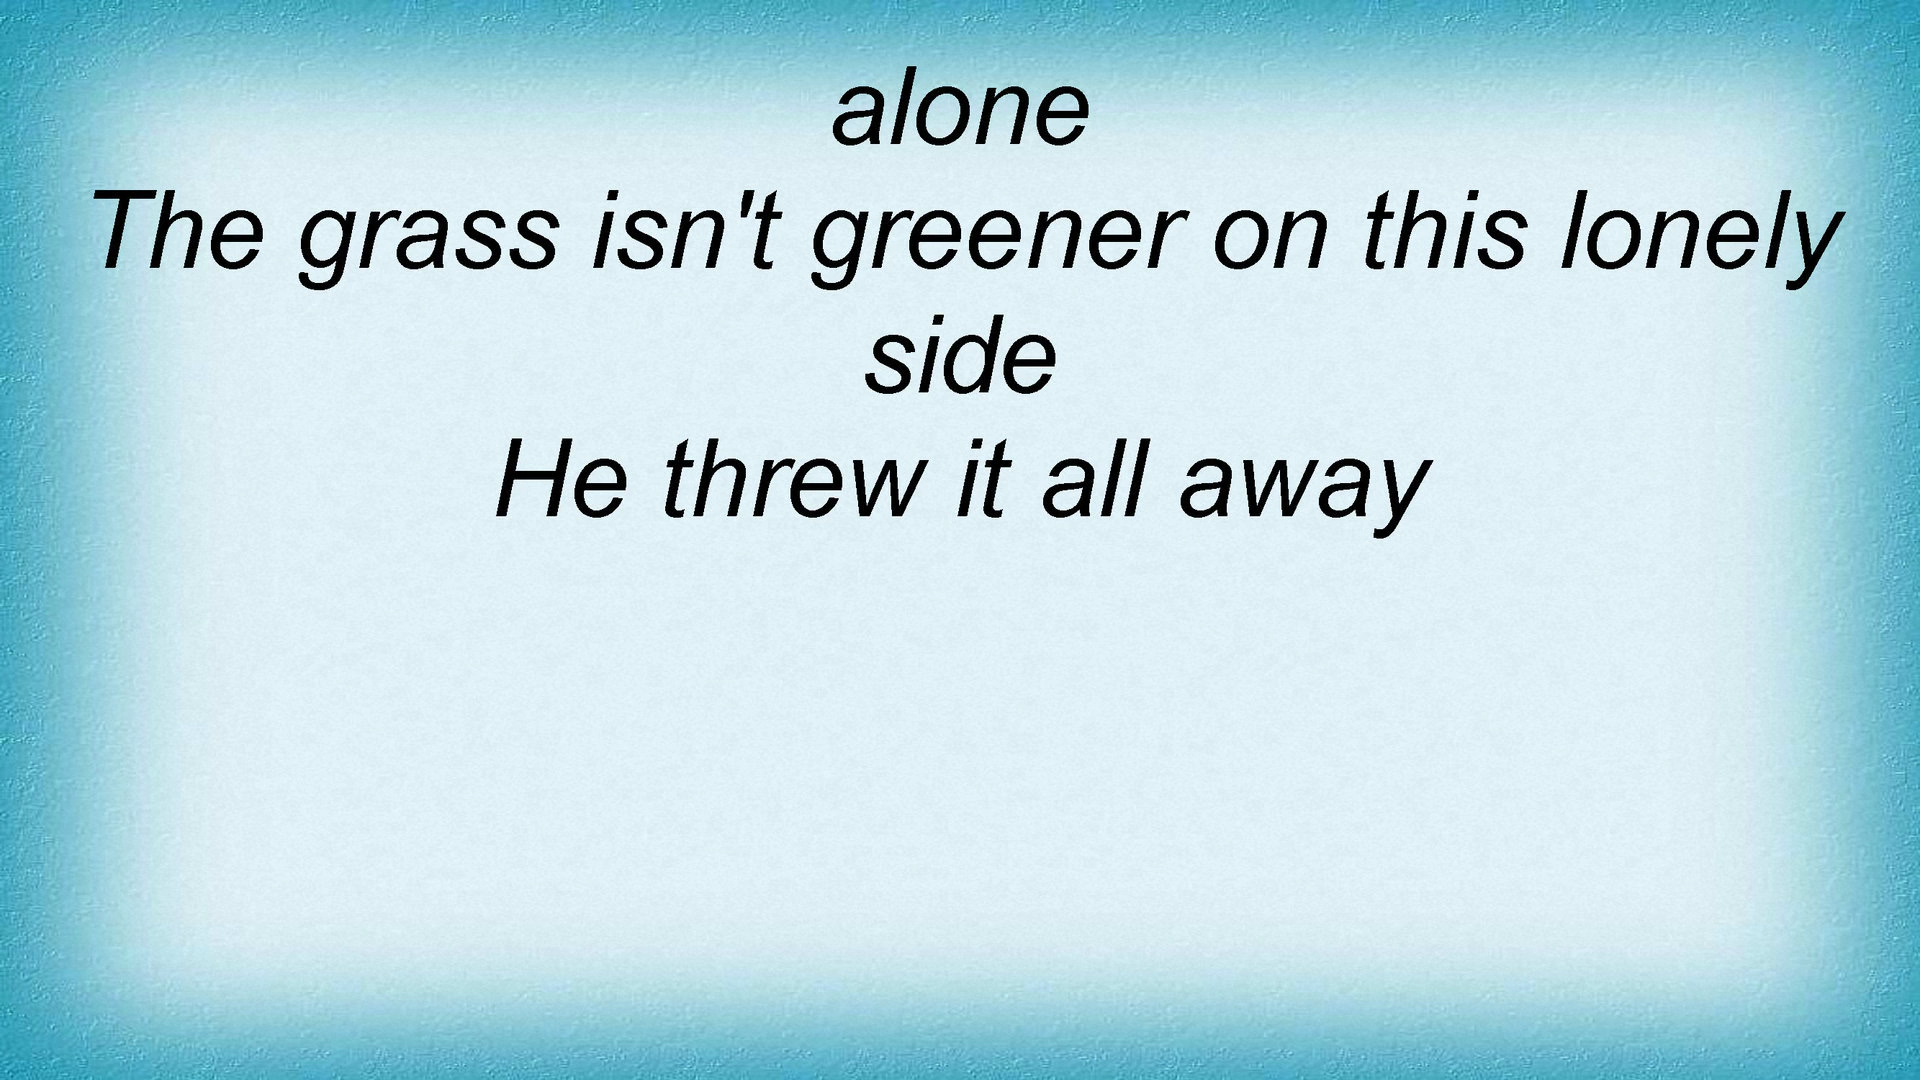 alone
The grass isn't greener on this lonely
side
He threw it all away